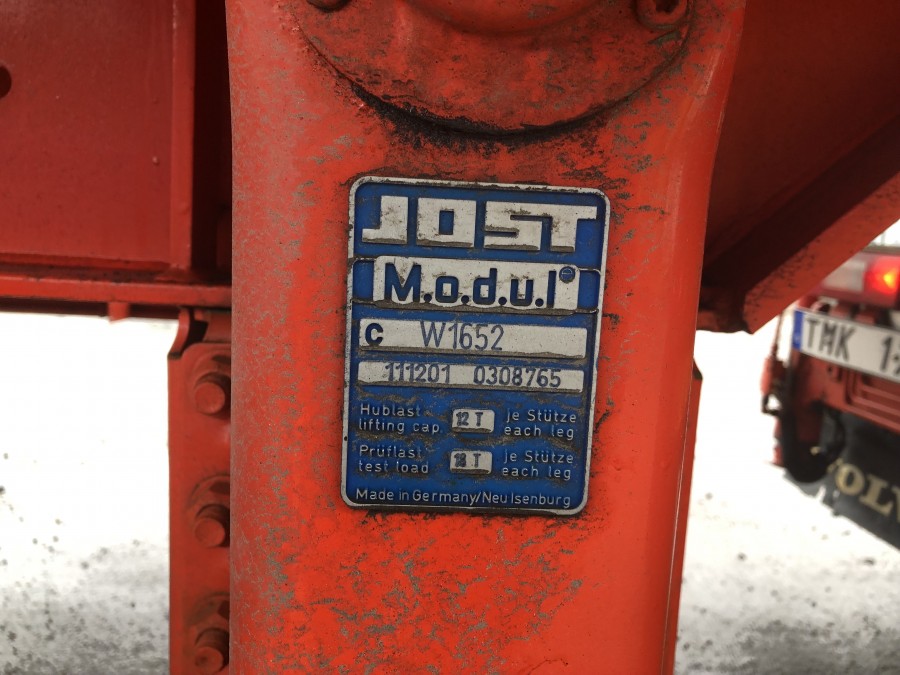 JOST
M.o.d.u.l ®
C W1652
111201 0308765
Hublast
lifting cap. 12 T je Stütze
each leg
Prüflast
test load 18 T je Stütze
each leg
Made in Germany/Neu Isenburg
TMK